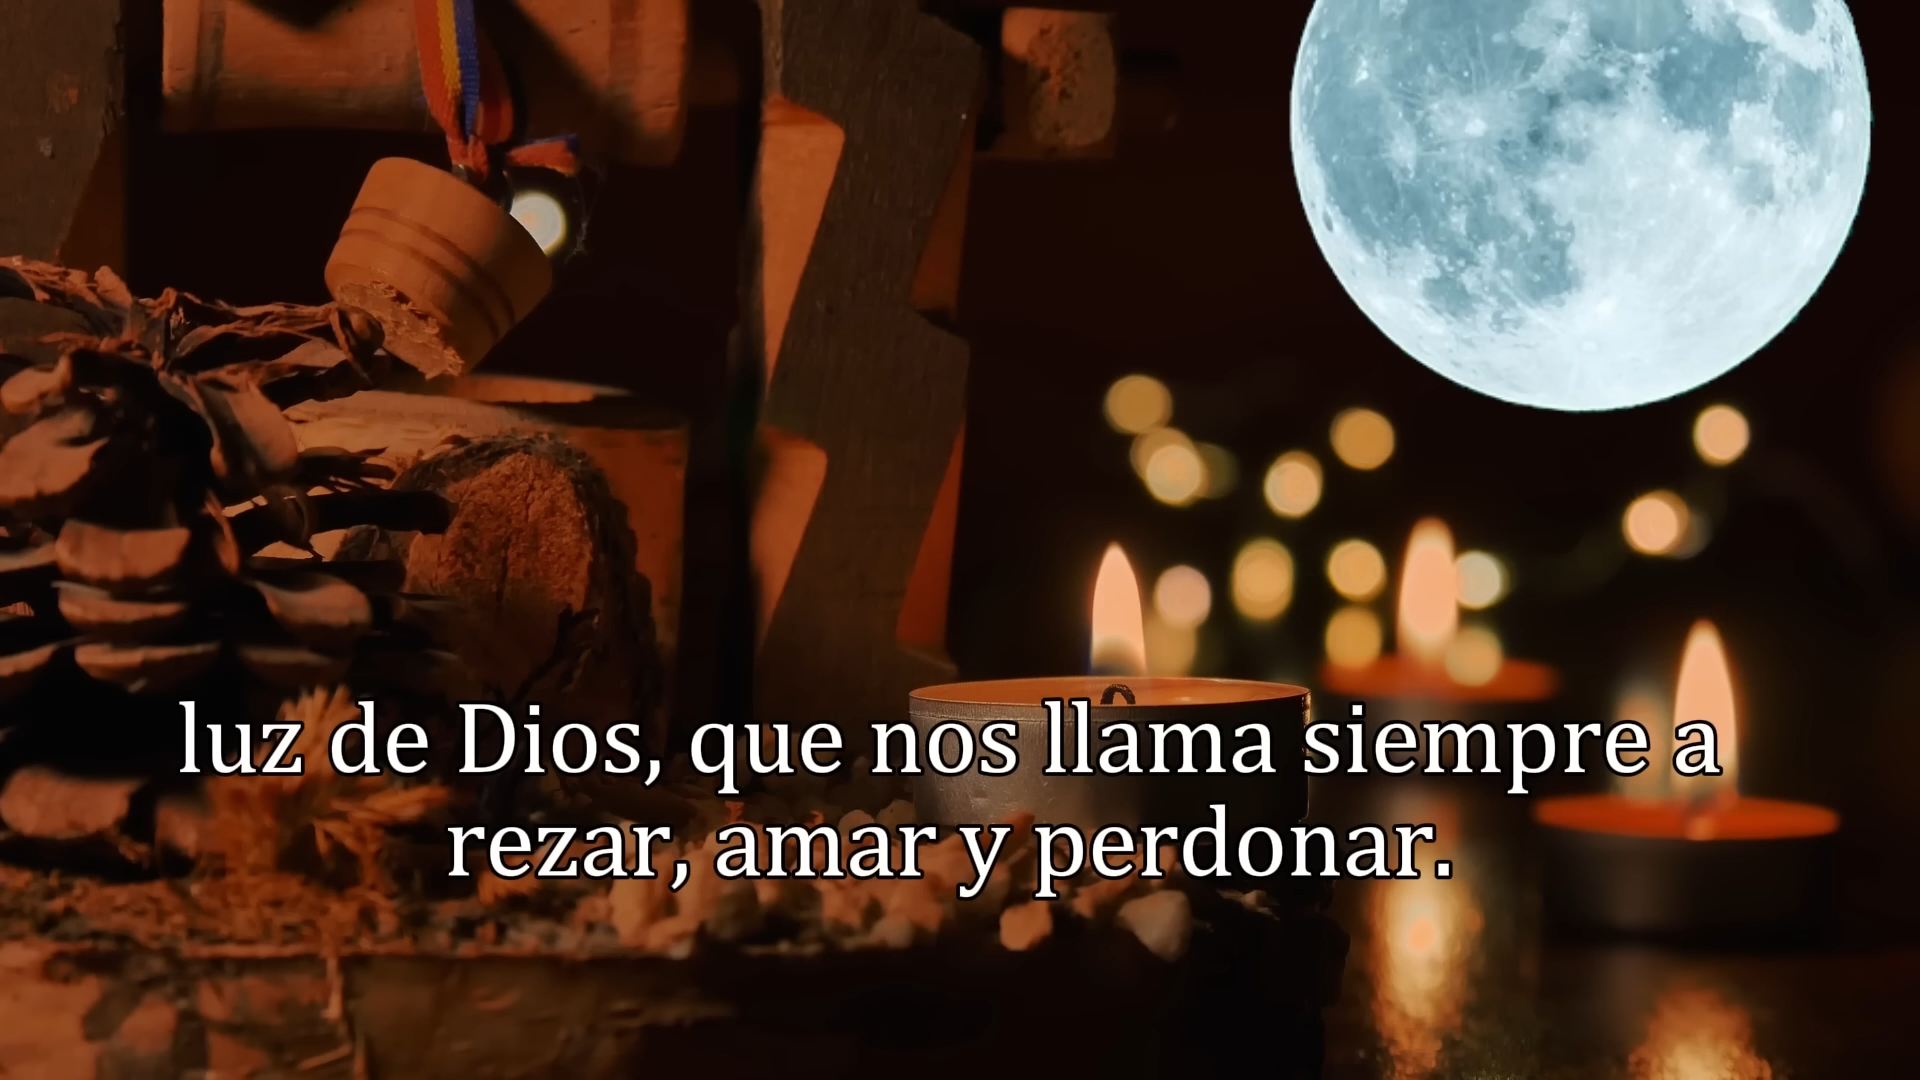 luz de Dios, que nos llama siempre a
rezar, amar y perdonar.